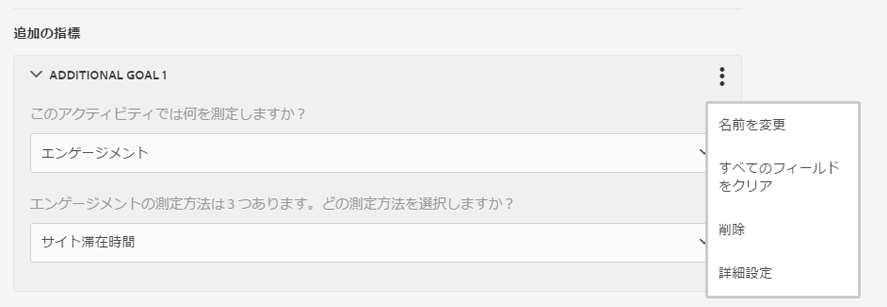 追加の指標
ADDITIONAL GOAL 1
このアクティビティでは何を測定しますか？
エンゲージメント
エンゲージメントの測定方法は 3 つあります。どの測定方法を選択しますか？
サイト滞在時間
名前を変更
すべてのフィールド
をクリア
削除
詳細設定